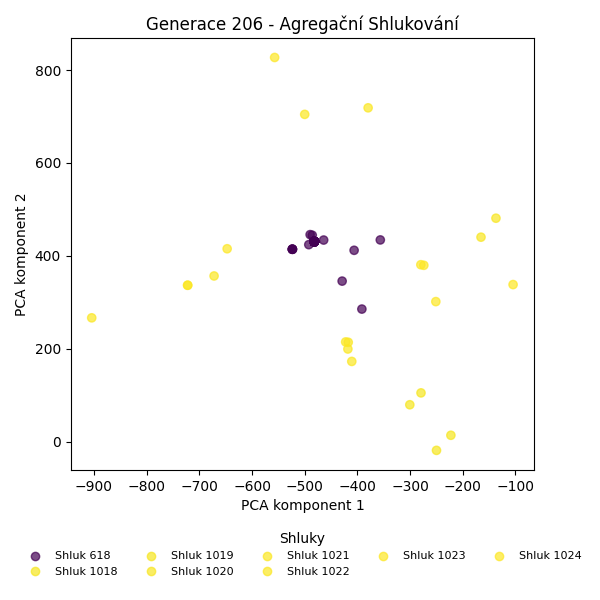 Generace 206 - Agregační Shlukování
800
600
400
200
0
PCA komponent 2
−900 −800 −700 −600 −500 −400 −300 −200 −100
PCA komponent 1
Shluky
Shluk 618 Shluk 1019 Shluk 1021 Shluk 1023 Shluk 1024
Shluk 1018 Shluk 1020 Shluk 1022